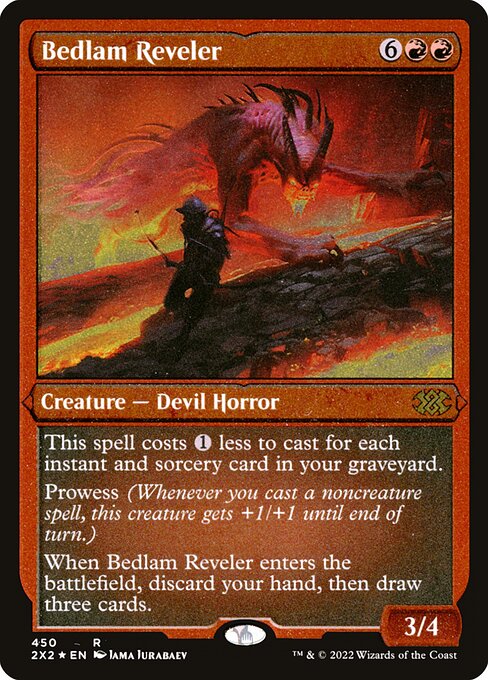 Bedlam Reveler 6
Creature — Devil Horror
This spell costs 1 less to cast for each
instant and sorcery card in your graveyard.
Prowess (Whenever you cast a noncreature
spell, this creature gets +1/+1 until end of
turn.)
When Bedlam Reveler enters the
battlefield, discard your hand, then draw
three cards.
3/4
450 R
2X2 ★ EN Iama Iurabaev
™ & © 2022 Wizards of the Coast